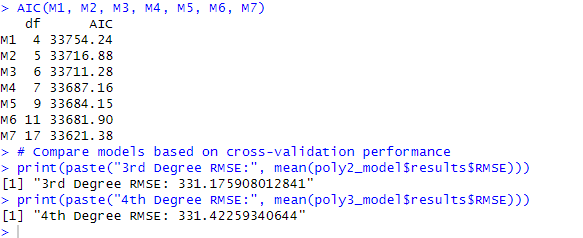 > AIC(M1, M2, M3, M4, M5, M6, M7)
   df      AIC
M1  4 33754.24
M2  5 33716.88
M3  6 33711.28
M4  7 33687.16
M5  9 33684.15
M6 11 33681.90
M7 17 33621.38
> # Compare models based on cross-validation performance
> print(paste("3rd Degree RMSE:", mean(poly2_model$results$RMSE)))
[1] "3rd Degree RMSE: 331.175908012841"
> print(paste("4th Degree RMSE:", mean(poly3_model$results$RMSE)))
[1] "4th Degree RMSE: 331.42259340644"
>